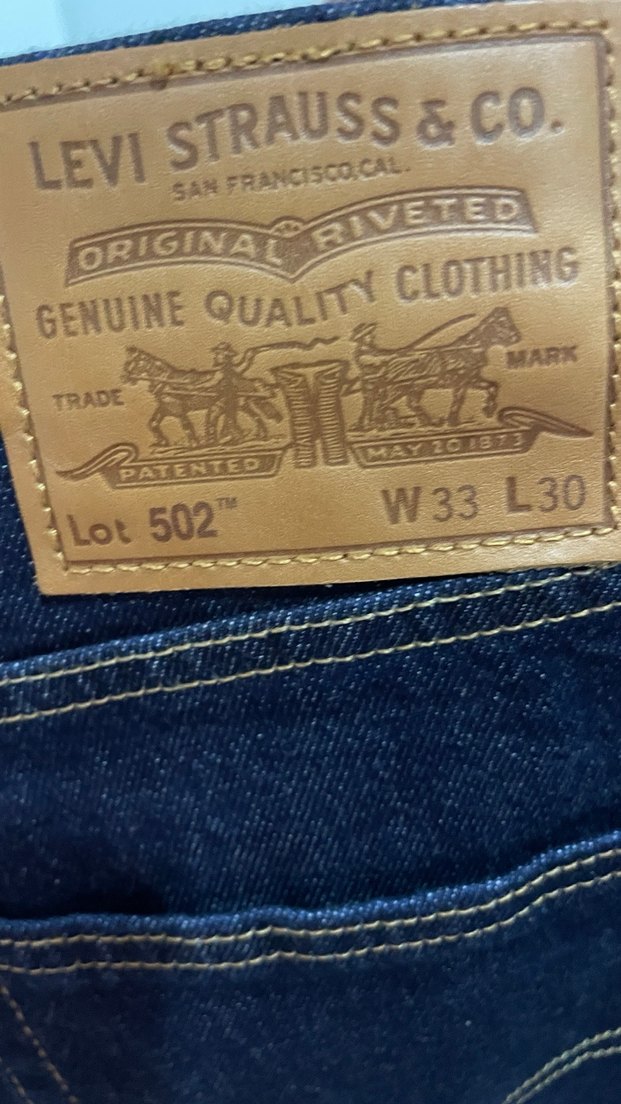 LEVI STRAUSS & CO.
SAN FRANCISCO, CAL.
ORIGINAL RIVETED
GENUINE QUALITY CLOTHING
TRADE MARK
PATENTED MAY 20 1873
Lot 502™ W33 L30